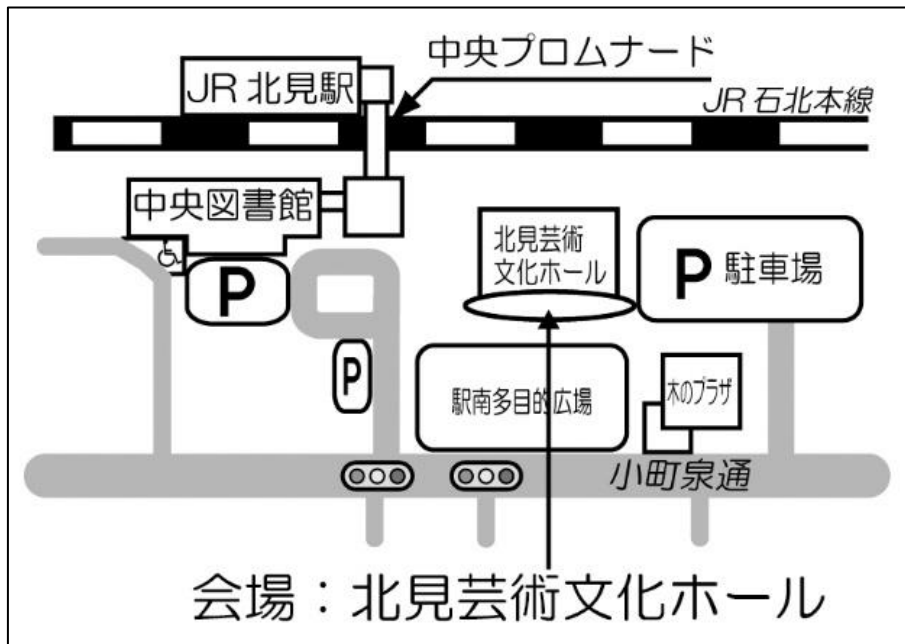 中央プロムナード
JR 北見駅
JR 石北本線
中央図書館
北見芸術
文化ホール
P 駐車場
P
P
駅南多目的広場
木のプラザ
小町泉通
会場：北見芸術文化ホール